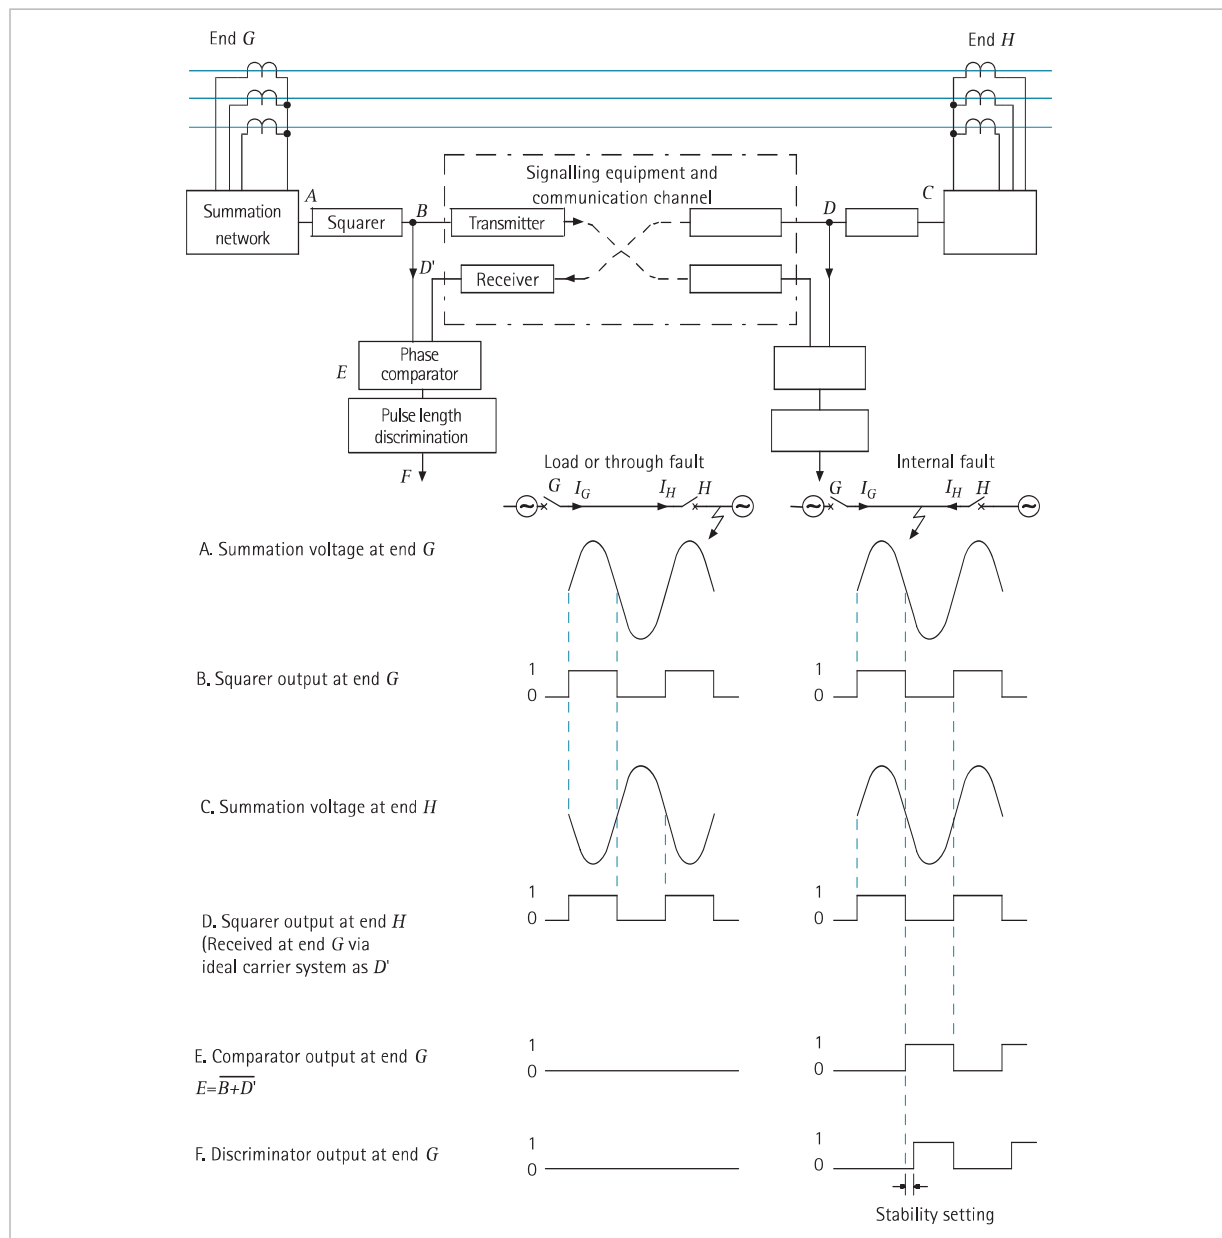 End G
End H
Signalling equipment and
communication channel
A
C
Summation
network
Squarer
B
Transmitter
D
D'
Receiver
E
Phase
comparator
Pulse length
discrimination
F
Load or through fault
Internal fault
G I_G I_H H
G I_G I_H H
A. Summation voltage at end G
B. Squarer output at end G
1
0
1
0
C. Summation voltage at end H
D. Squarer output at end H
(Received at end G via
ideal carrier system as D'
1
0
1
0
E. Comparator output at end G
E=\overline{B+D'}
1
0
1
0
F. Discriminator output at end G
1
0
1
0
Stability setting